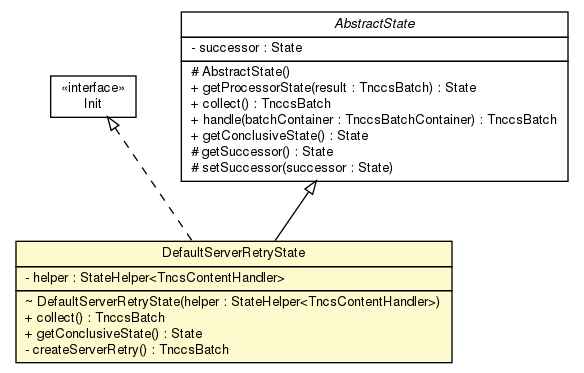 AbstractState
- successor : State
# AbstractState()
+ getProcessorState(result : TnccsBatch) : State
+ collect() : TnccsBatch
+ handle(batchContainer : TnccsBatchContainer) : TnccsBatch
+ getConclusiveState() : State
# getSuccessor() : State
# setSuccessor(successor : State)
«interface»
Init
DefaultServerRetryState
- helper : StateHelper<TncsContentHandler>
~ DefaultServerRetryState(helper : StateHelper<TncsContentHandler>)
+ collect() : TnccsBatch
+ getConclusiveState() : State
- createServerRetry() : TnccsBatch